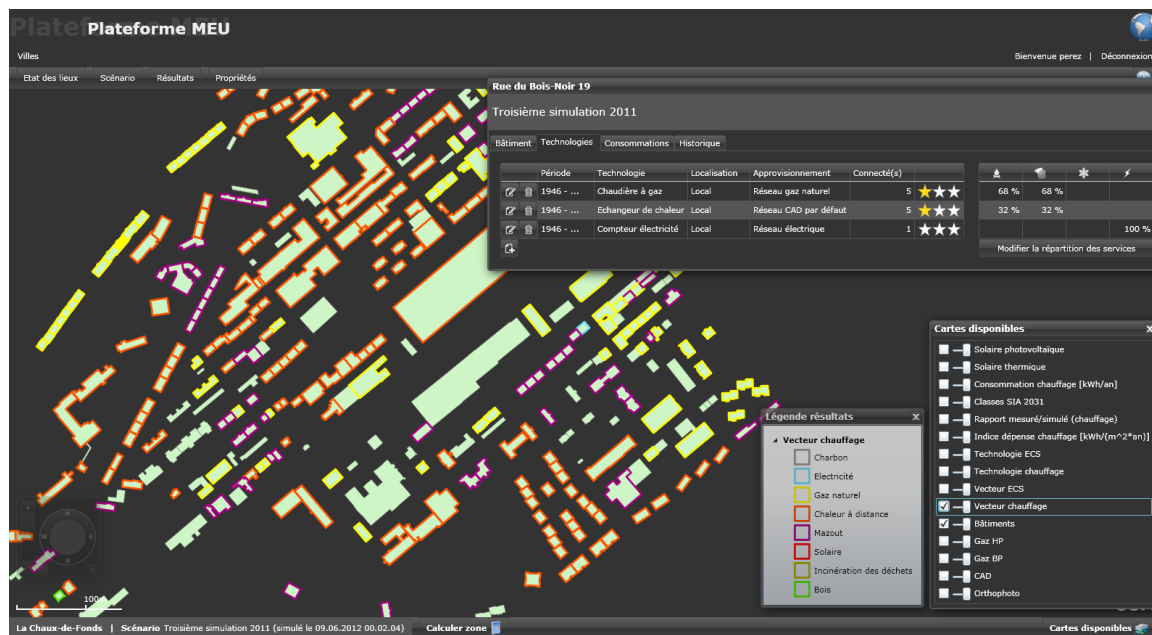 Plateforme MEU
Villes
Bienvenue perez | Déconnexion
Etat des lieux Scénario Résultats Propriétés
Rue du Bois-Noir 19
Troisième simulation 2011
Bâtiment Technologies Consommations Historique
Période Technologie Localisation Approvisionnement Connecté(s)
1946 - ... Chaudière à gaz Local Réseau gaz naturel 5 68 % 68 %
1946 - ... Echangeur de chaleur Local Réseau CAD par défaut 5 32 % 32 %
1946 - ... Compteur électricité Local Réseau électrique 1 100 %
Modifier la répartition des services
Cartes disponibles x
Solaire photovoltaïque
Solaire thermique
Consommation chauffage [kWh/an]
Classes SIA 2031
Rapport mesuré/simulé (chauffage)
Indice dépense chauffage [kWh/(m^2*an)]
Technologie ECS
Technologie chauffage
Vecteur ECS
Vecteur chauffage
Bâtiments
Gaz HP
Gaz BP
CAD
Orthophoto
Légende résultats x
Vecteur chauffage
Charbon
Electricité
Gaz naturel
Chaleur à distance
Mazout
Solaire
Incinération des déchets
Bois
La Chaux-de-Fonds | Scénario Troisième simulation 2011 (simulé le 09.06.2012 00.02.04) Calculer zone
Cartes disponibles